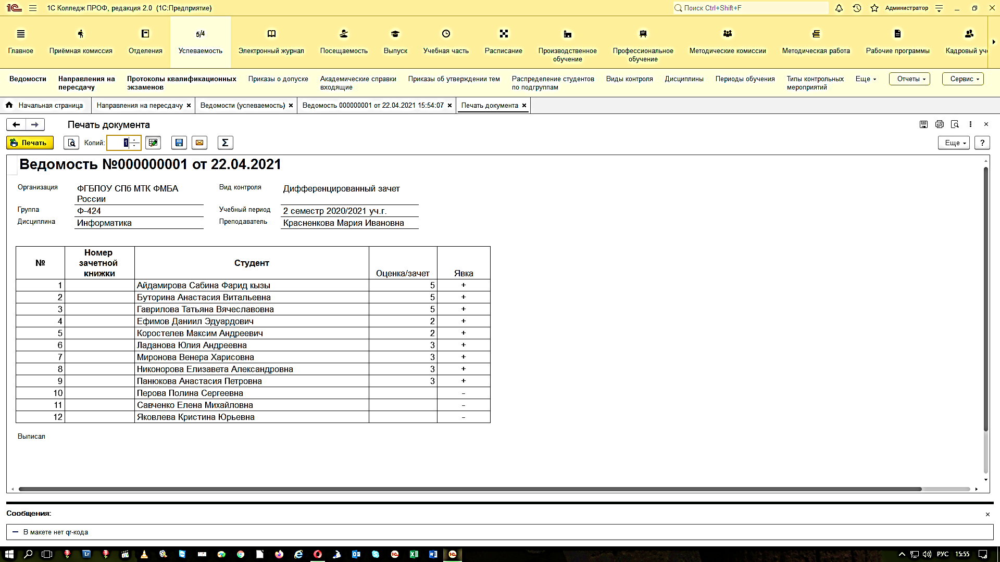 1С Колледж ПРОФ, редакция 2.0 (1С:Предприятие)
Поиск Ctrl+Shift+F
Администратор
Главное
Приёмная комиссия
Отделения
5/4
Успеваемость
Электронный журнал
Посещаемость
Выпуск
Учебная часть
Расписание
Производственное
обучение
Профессиональное
обучение
Методические комиссии
Методическая работа
Рабочие программы
Кадровый уч
Ведомости
Направления на
пересдачу
Протоколы квалификационных
экзаменов
Приказы о допуске
Академические справки
входящие
Приказы об утверждении тем
Распределение студентов
по подгруппам
Виды контроля
Дисциплины
Периоды обучения
Типы контрольных
мероприятий
Еще
Отчеты
Сервис
Начальная страница
Направления на пересдачу
Ведомости (успеваемость)
Ведомость 000000001 от 22.04.2021 15:54:07
Печать документа
Печать документа
Печать
Копий:
1
Σ
Еще
?
Ведомость №000000001 от 22.04.2021
Организация ФГБПОУ СПб МТК ФМБА Вид контроля Дифференцированный зачет
России
Группа Ф-424 Учебный период 2 семестр 2020/2021 уч.г.
Дисциплина Информатика Преподаватель Красненкова Мария Ивановна
№ Номер зачетной книжки Студент Оценка/зачет Явка
1 Айдамирова Сабина Фарид кызы 5 +
2 Буторина Анастасия Витальевна 5 +
3 Гаврилова Татьяна Вячеславовна 5 +
4 Ефимов Даниил Эдуардович 2 +
5 Коростелев Максим Андреевич 2 +
6 Ладанова Юлия Андреевна 3 +
7 Миронова Венера Харисовна 3 +
8 Никонорова Елизавета Александровна 3 +
9 Панюкова Анастасия Петровна 3 +
10 Перова Полина Сергеевна -
11 Савченко Елена Михайловна -
12 Яковлева Кристина Юрьевна -
Выписал
Сообщения:
– В макете нет qr-кода
Lr
РУС
15:55